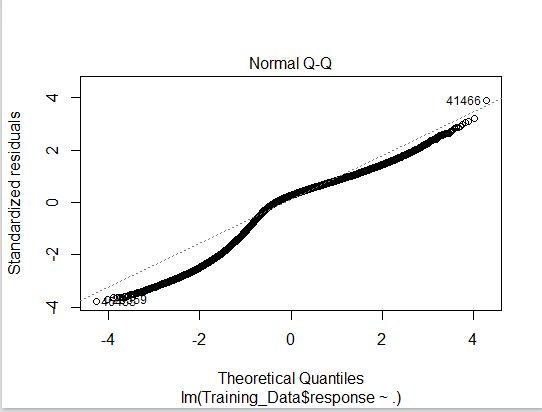 Normal Q-Q
Standardized residuals
4
2
0
-2
-4
41466
-4
-2
0
2
4
Theoretical Quantiles
lm(Training_Data$response ~ .)